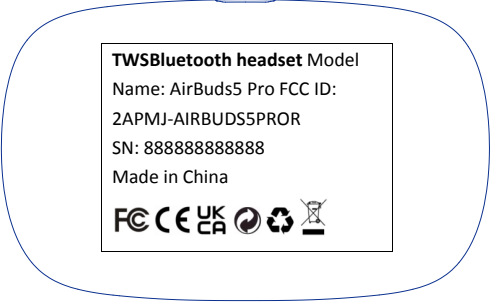 TWSBluetooth headset Model
Name: AirBuds5 Pro FCC ID:
2APMJ-AIRBUDS5PROR
SN: 888888888888
Made in China
FC CE UK
CA